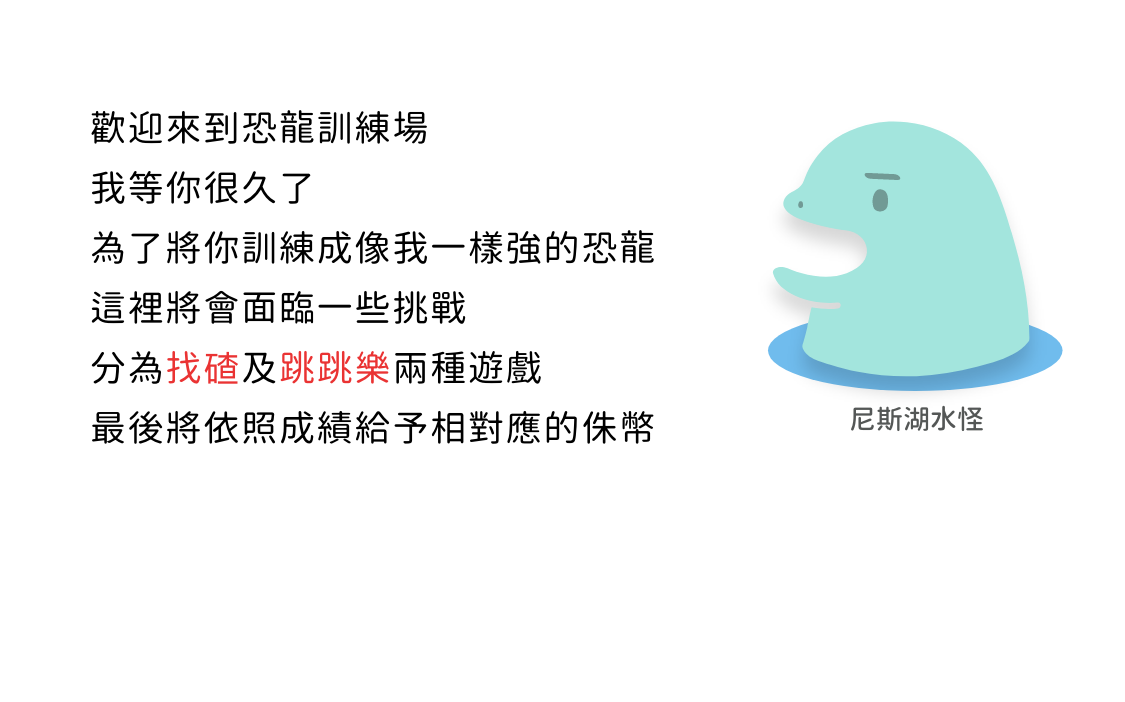 歡迎來到恐龍訓練場
我等你很久了
為了將你訓練成像我一樣強的恐龍
這裡將會面臨一些挑戰
分為找碴及跳跳樂兩種遊戲
最後將依照成績給予相對應的侏幣
尼斯湖水怪